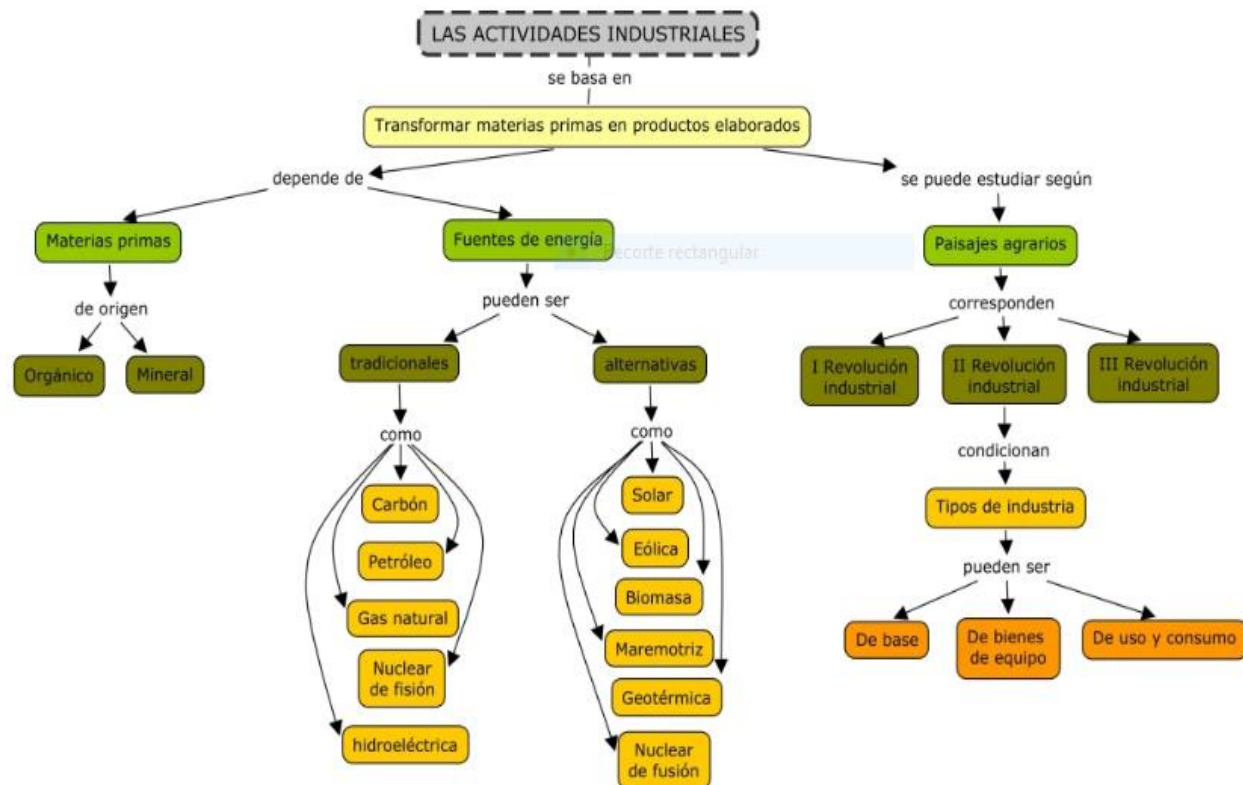 LAS ACTIVIDADES INDUSTRIALES
se basa en
Transformar materias primas en productos elaborados
depende de
se puede estudiar según
Materias primas
Fuentes de energía
Paisajes agrarios
Recorte rectangular
de origen
pueden ser
corresponden
Orgánico
Mineral
tradicionales
alternativas
I Revolución
industrial
II Revolución
industrial
III Revolución
industrial
como
como
condicionan
Carbón
Petróleo
Gas natural
Nuclear
de fisión
hidroeléctrica
Solar
Eólica
Biomasa
Maremotriz
Geotérmica
Nuclear
de fusión
Tipos de industria
pueden ser
De base
De bienes
de equipo
De uso y consumo